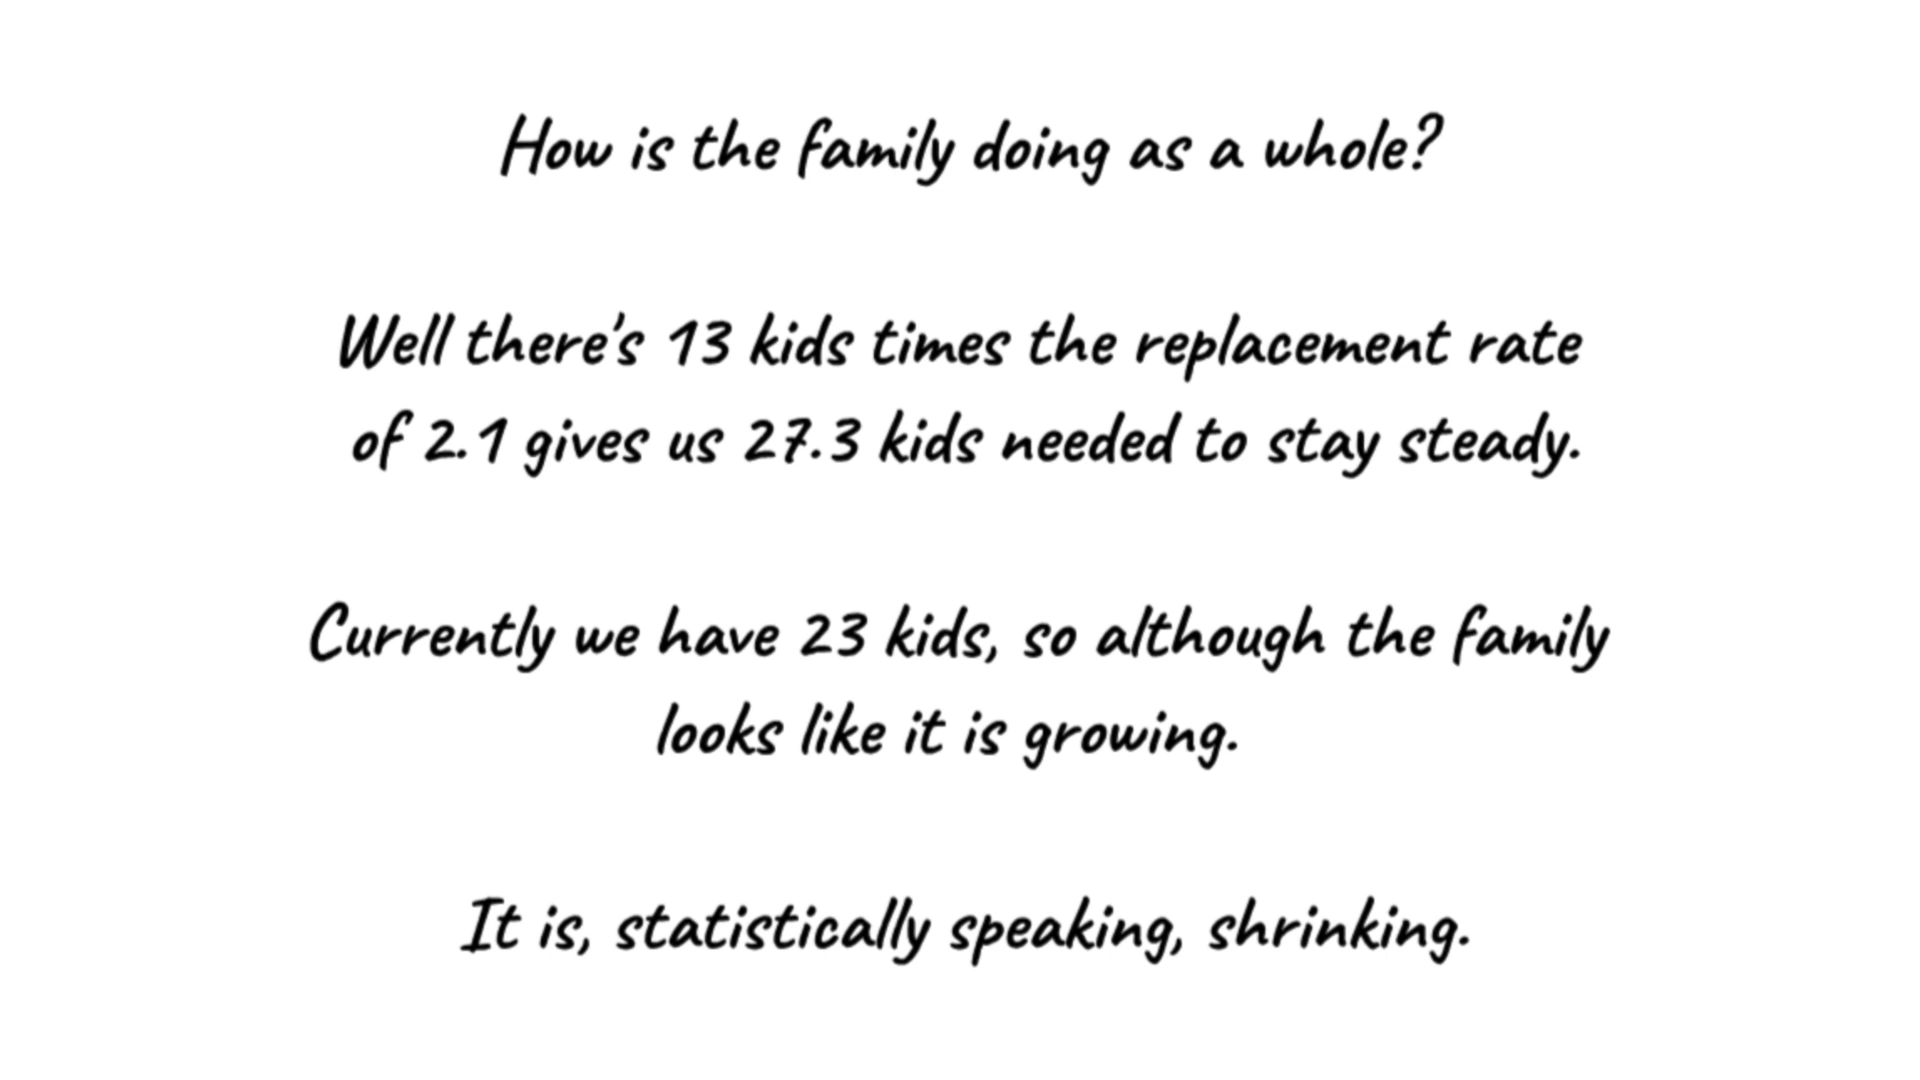 How is the family doing as a whole?
Well there's 13 kids times the replacement rate
of 2.1 gives us 27.3 kids needed to stay steady.
Currently we have 23 kids, so although the family
looks like it is growing.
It is, statistically speaking, shrinking.